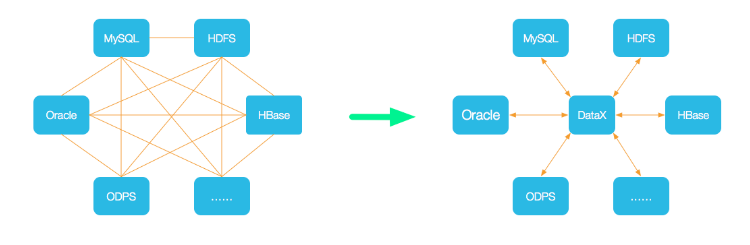 MySQL
HDFS
Oracle
HBase
ODPS
......
MySQL
HDFS
Oracle
DataX
HBase
ODPS
......